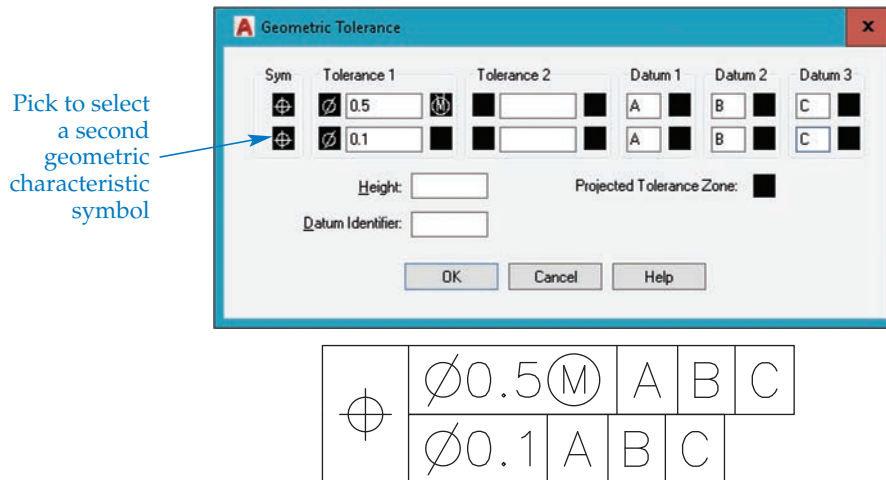 A Geometric Tolerance x
Pick to select
a second
geometric
characteristic
symbol
Sym Tolerance 1 Tolerance 2 Datum 1 Datum 2 Datum 3
⌖ Ø 0.5 Ⓜ A B C
⌖ Ø 0.1 A B C
Height: Projected Tolerance Zone:
Datum Identifier:
OK Cancel Help
⌖ Ø0.5Ⓜ A B C
Ø0.1 A B C